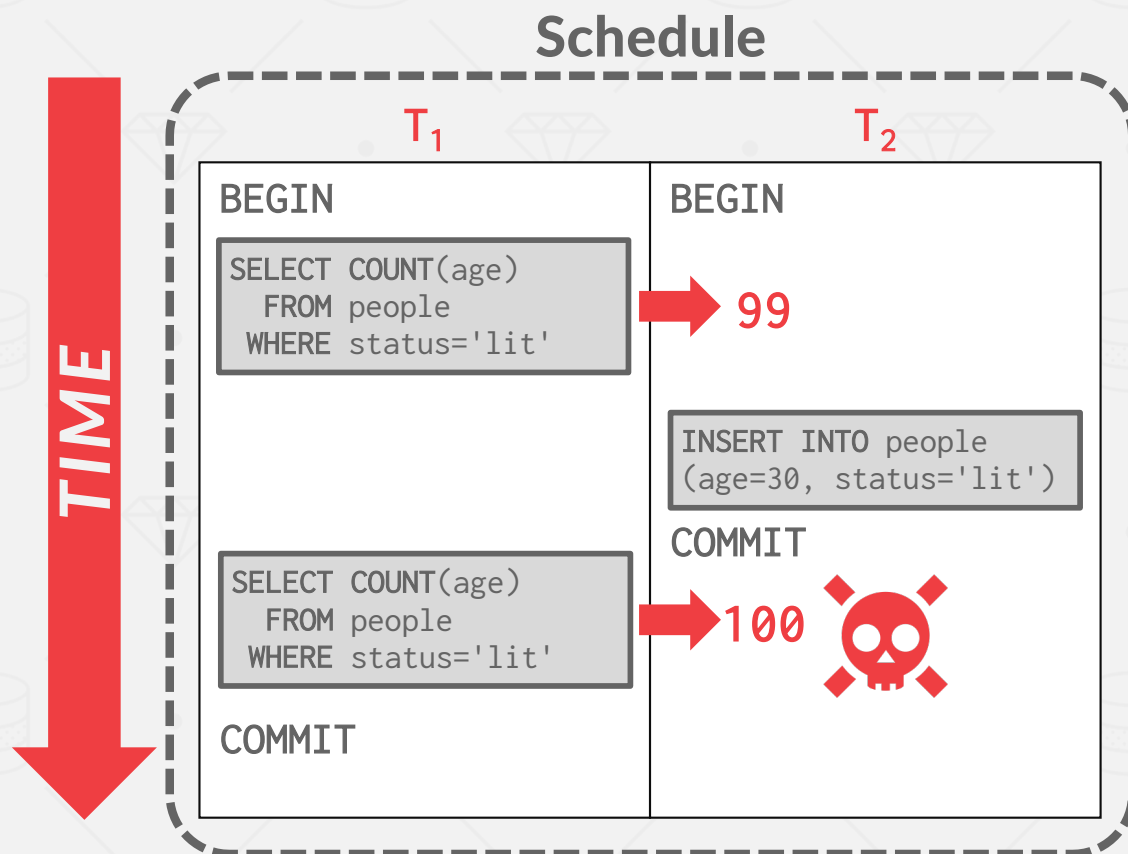 Schedule
TIME
T1
T2
BEGIN
BEGIN
SELECT COUNT(age)
FROM people
WHERE status='lit'
99
INSERT INTO people
(age=30, status='lit')
COMMIT
SELECT COUNT(age)
FROM people
WHERE status='lit'
100
COMMIT